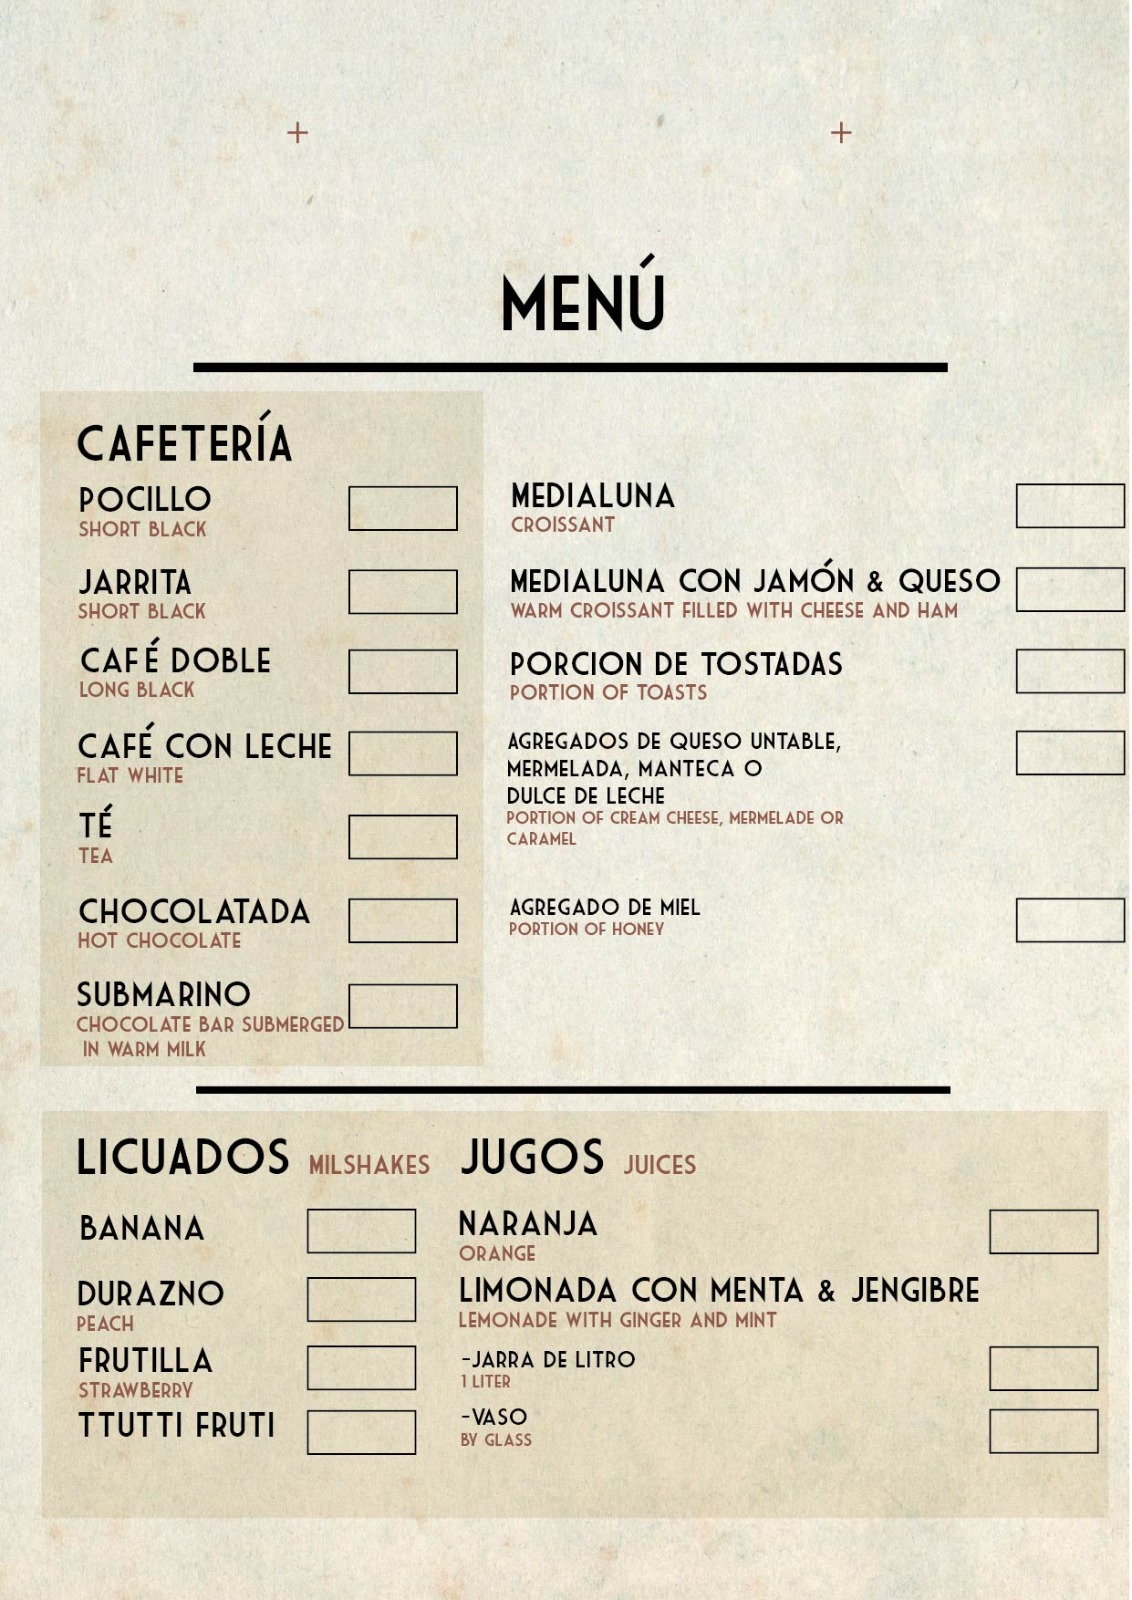 MENÚ
CAFETERÍA
POCILLO
SHORT BLACK
JARRITA
SHORT BLACK
CAFÉ DOBLE
LONG BLACK
CAFÉ CON LECHE
FLAT WHITE
TÉ
TEA
CHOCOLATADA
HOT CHOCOLATE
SUBMARINO
CHOCOLATE BAR SUBMERGED
IN WARM MILK
MEDIALUNA
CROISSANT
MEDIALUNA CON JAMÓN & QUESO
WARM CROISSANT FILLED WITH CHEESE AND HAM
PORCION DE TOSTADAS
PORTION OF TOASTS
AGREGADOS DE QUESO UNTABLE,
MERMELADA, MANTECA O
DULCE DE LECHE
PORTION OF CREAM CHEESE, MERMELADE OR
CARAMEL
AGREGADO DE MIEL
PORTION OF HONEY
LICUADOS MILSHAKES
BANANA
DURAZNO
PEACH
FRUTILLA
STRAWBERRY
TTUTTI FRUTI
JUGOS JUICES
NARANJA
ORANGE
LIMONADA CON MENTA & JENGIBRE
LEMONADE WITH GINGER AND MINT
-JARRA DE LITRO
1 LITER
-VASO
BY GLASS